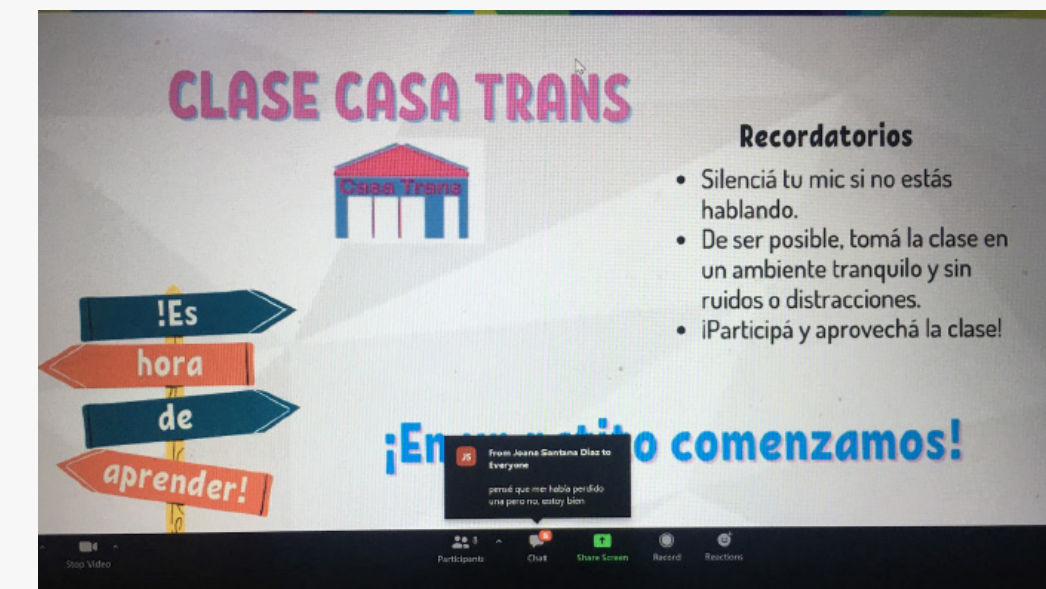 CLASE CASA TRANS
Casa Trans
Recordatorios
• Silenciá tu mic si no estás
hablando.
• De ser posible, tomá la clase en
un ambiente tranquilo y sin
ruidos o distracciones.
• ¡Participá y aprovechá la clase!
!Es
hora
de
aprender!
¡En comenzamos!
JS
From Joana Santana Diaz to
Everyone
pensé que me había perdido
una pero no, estoy bien
Stop Video
Participants
3
Chat
Share Screen
Record
Reactions